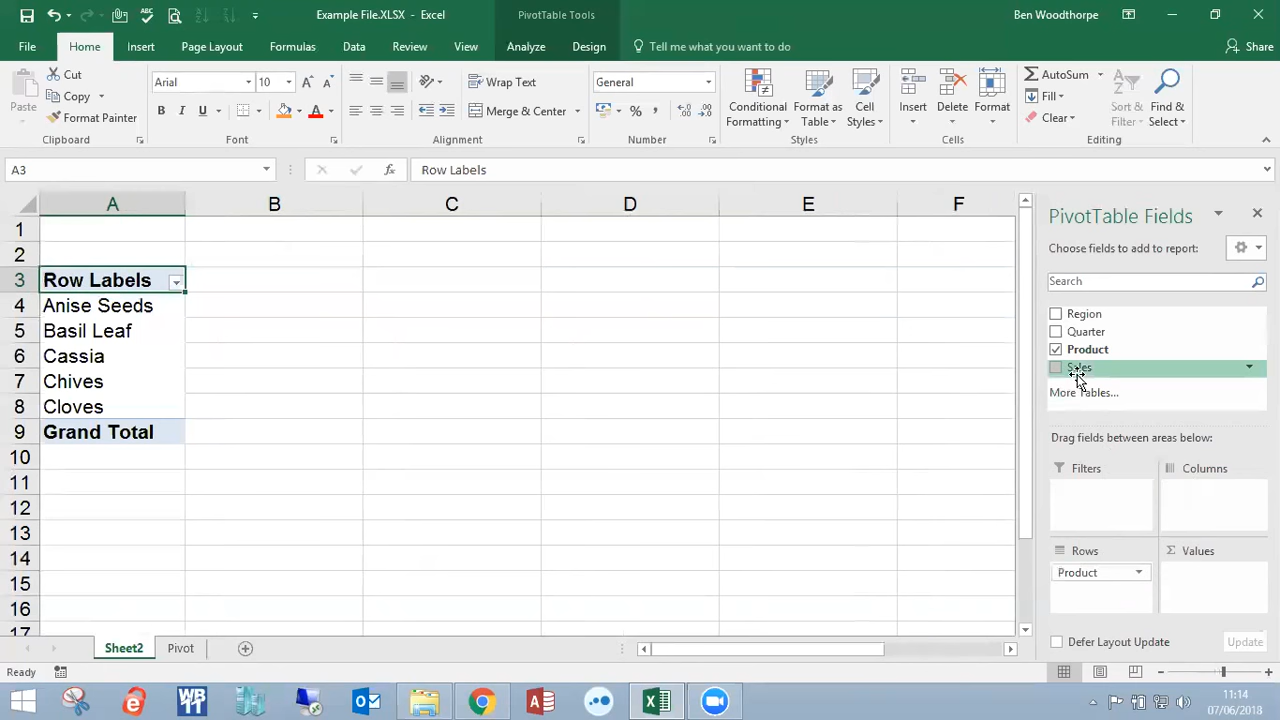 Example File.XLSX - Excel
PivotTable Tools
Ben Woodthorpe
File
Home
Insert
Page Layout
Formulas
Data
Review
View
Analyze
Design
Tell me what you want to do
Share
Paste
Cut
Copy
Format Painter
Clipboard
Arial
10
B
I
U
Font
Wrap Text
Merge & Center
Alignment
General
%
Number
Conditional Formatting
Format as Table
Cell Styles
Styles
Insert
Delete
Format
Cells
AutoSum
Fill
Clear
Sort & Filter
Find & Select
Editing
A3
fx
Row Labels
A B C D E F
1
2
3 Row Labels
4 Anise Seeds
5 Basil Leaf
6 Cassia
7 Chives
8 Cloves
9 Grand Total
10
11
12
13
14
15
16
17
PivotTable Fields
Choose fields to add to report:
Search
Region
Quarter
Product
Sales
More Tables...
Drag fields between areas below:
Filters
Columns
Rows
Σ Values
Product
Defer Layout Update
Update
Sheet2
Pivot
Ready
WBT
11:14
07/06/2018